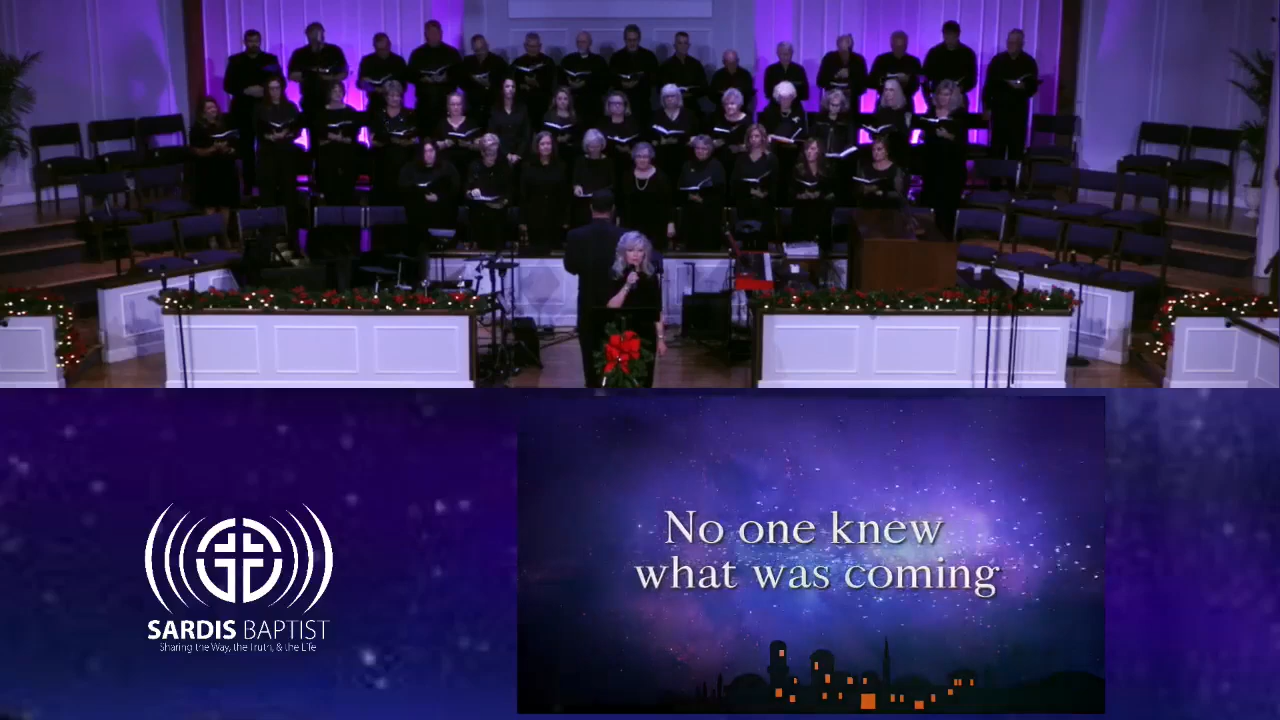 SARDIS BAPTIST
Sharing the Way, the Truth, & the Life
No one knew
what was coming